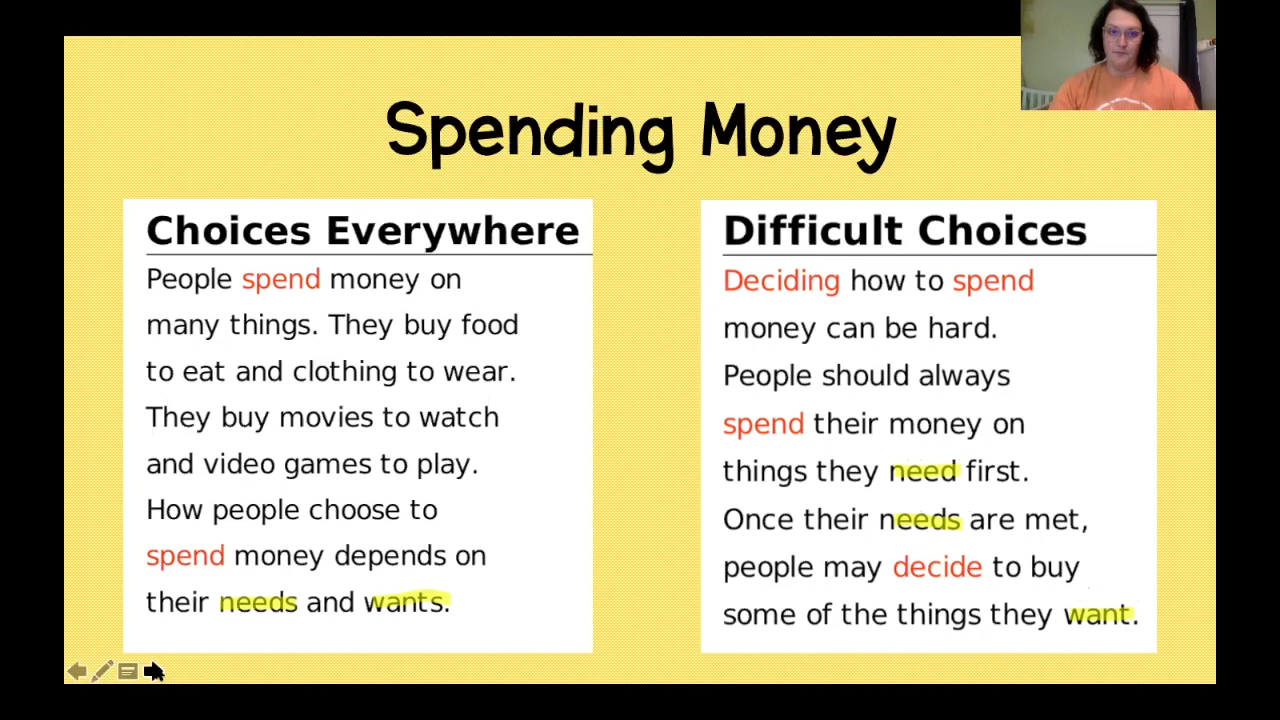 Spending Money
Choices Everywhere
People spend money on
many things. They buy food
to eat and clothing to wear.
They buy movies to watch
and video games to play.
How people choose to
spend money depends on
their needs and wants.
Difficult Choices
Deciding how to spend
money can be hard.
People should always
spend their money on
things they need first.
Once their needs are met,
people may decide to buy
some of the things they want.